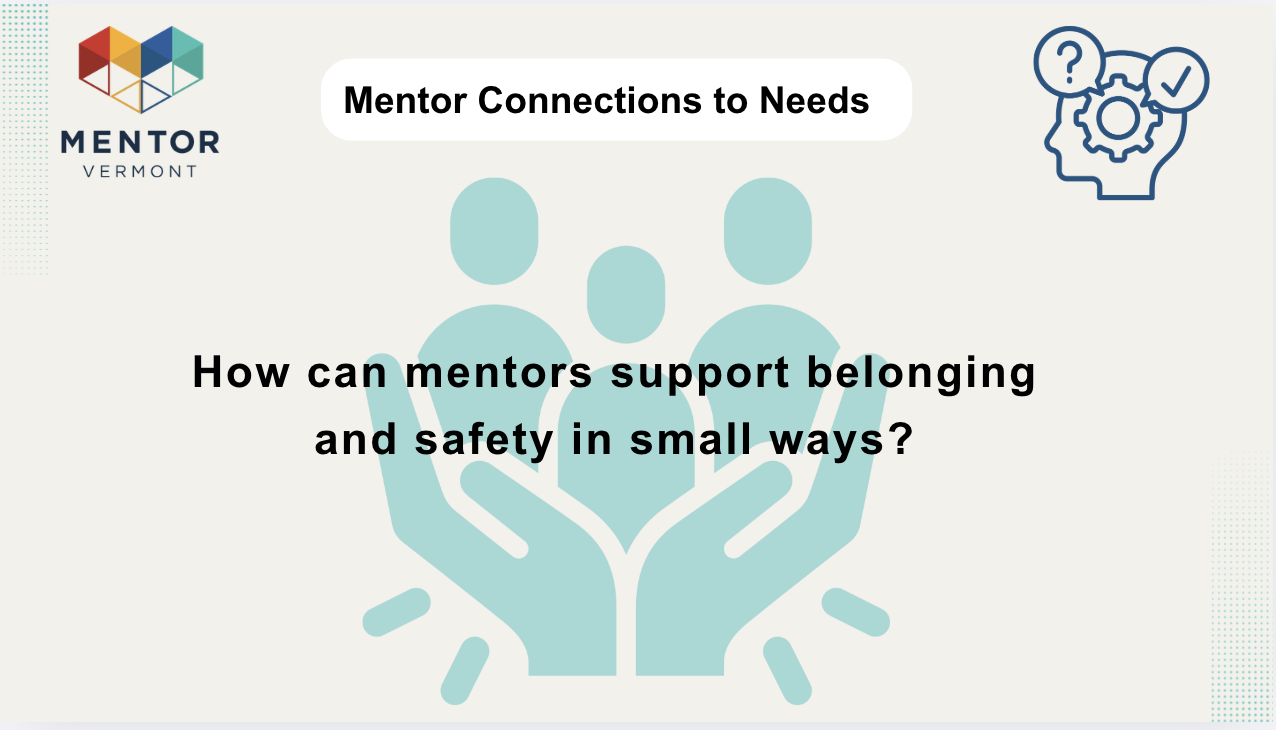 MENTOR
VERMONT
Mentor Connections to Needs
?
How can mentors support belonging
and safety in small ways?